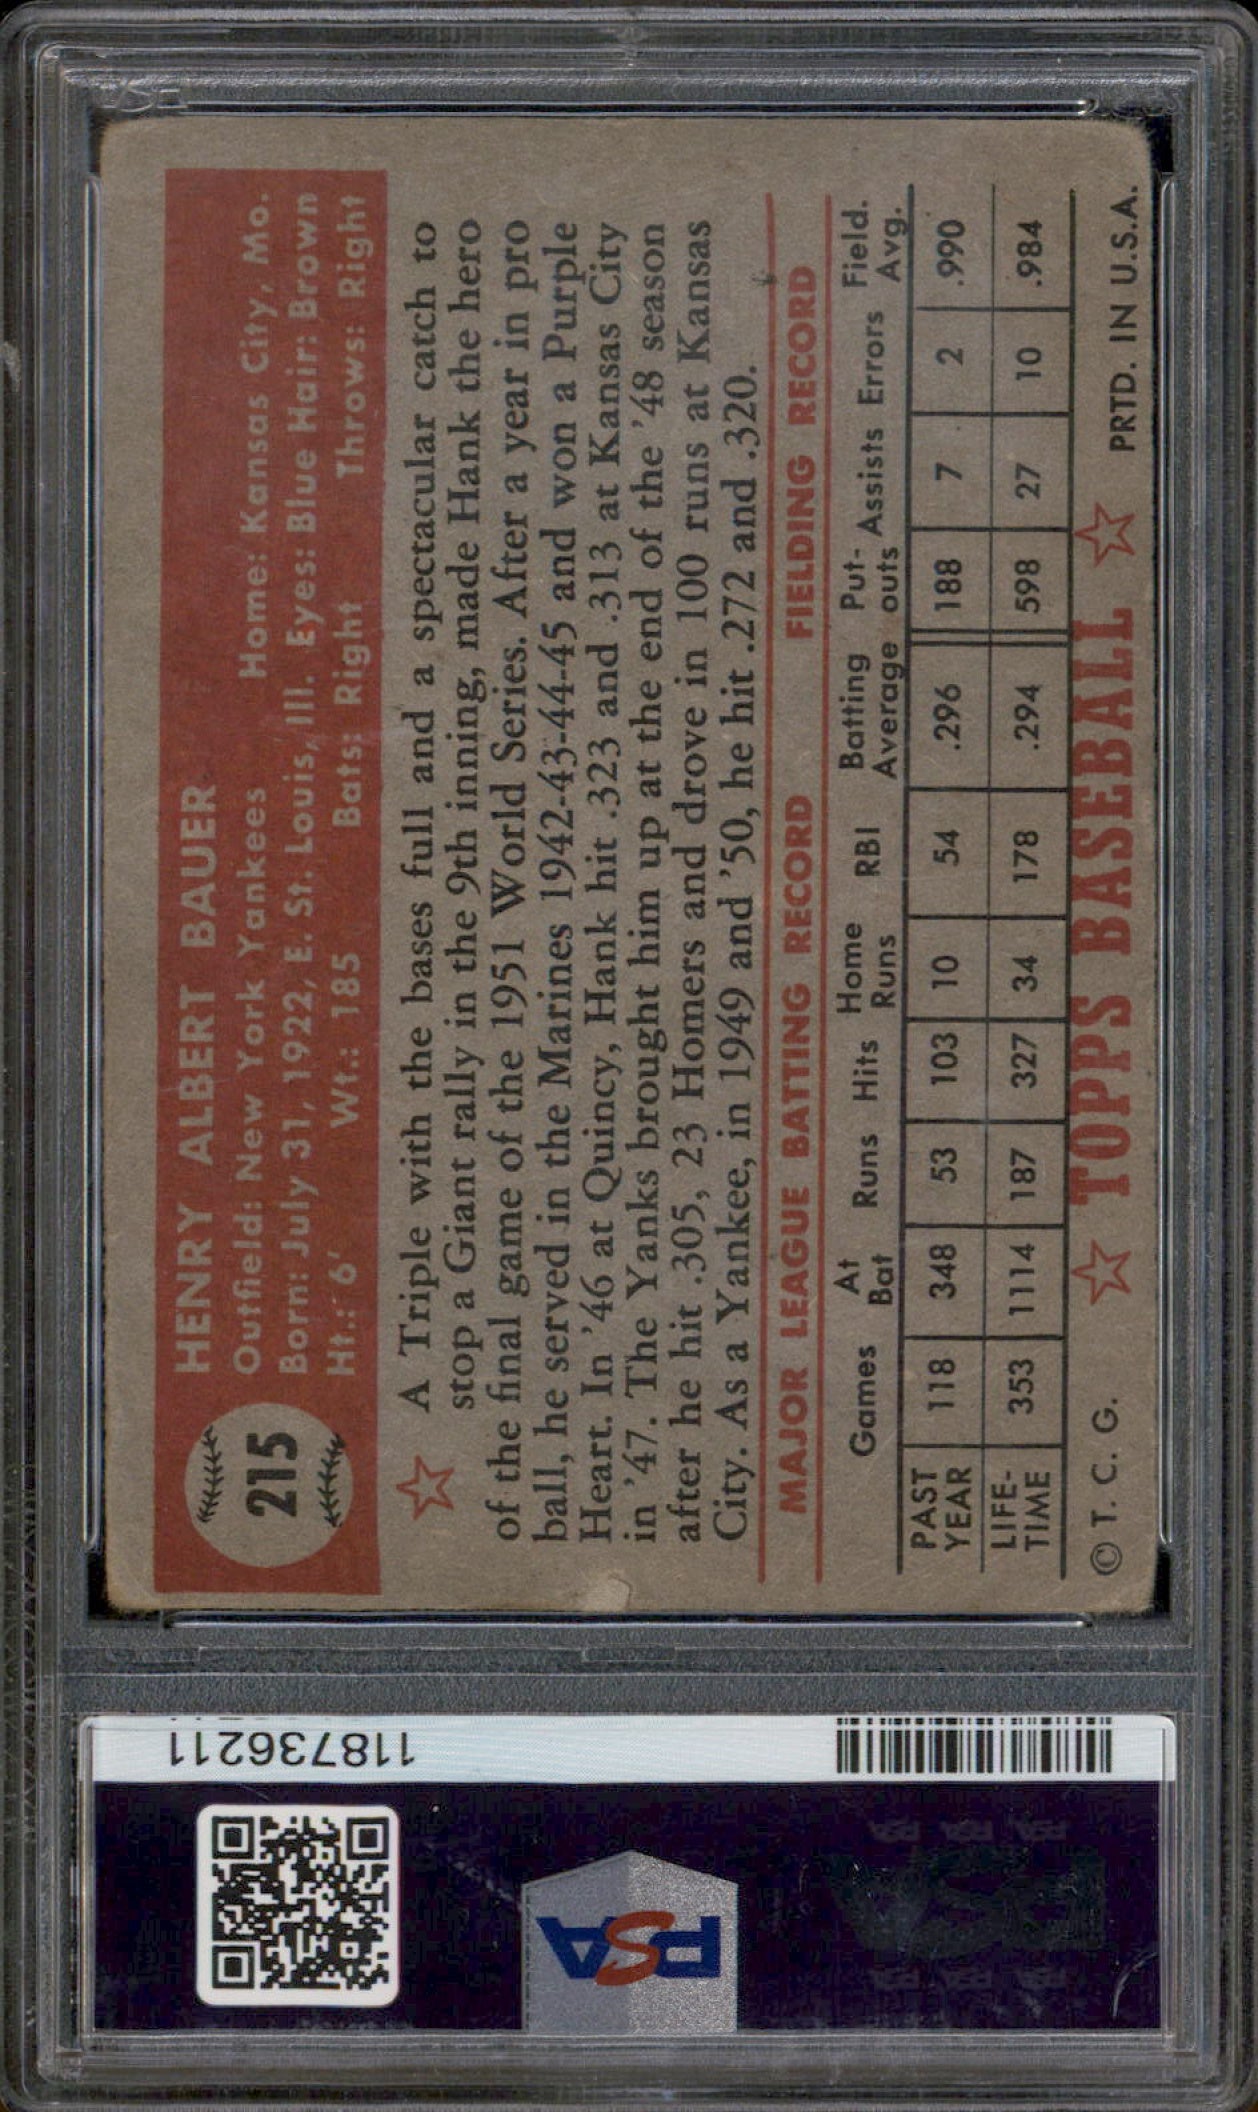 215
HENRY ALBERT BAUER
Outfield: New York Yankees Home: Kansas City, Mo.
Born: July 31, 1922, E. St. Louis, Ill. Eyes: Blue Hair: Brown
Ht.: 6' Wt.: 185 Bats: Right Throws: Right
A Triple with the bases full and a spectacular catch to
stop a Giant rally in the 9th inning, made Hank the hero
of the final game of the 1951 World Series. After a year in pro
ball, he served in the Marines 1942-43-44-45 and won a Purple
Heart. In '46 at Quincy, Hank hit .323 and .313 at Kansas City
in '47. The Yanks brought him up at the end of the '48 season
after he hit .305, 23 Homers and drove in 100 runs at Kansas
City. As a Yankee, in 1949 and '50, he hit .272 and .320.
MAJOR LEAGUE BATTING RECORD FIELDING RECORD
Games At Bat Runs Hits Home Runs RBI Batting Average Put-outs Assists Errors Field. Avg.
PAST YEAR 118 348 53 103 10 54 .296 188 7 2 .990
LIFE-TIME 353 1114 187 327 34 178 .294 598 27 10 .984
© T. C. G. TOPPS BASEBALL PRTD. IN U.S.A.
118736211
PSA